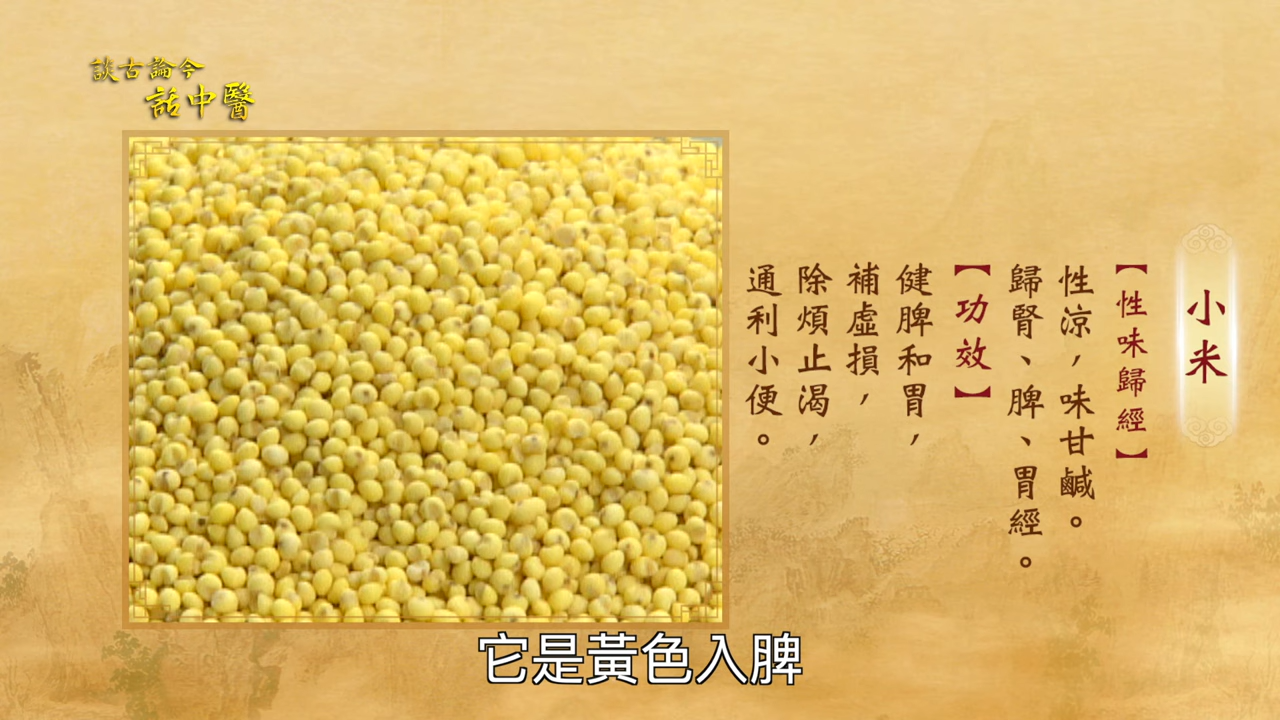 談古論今
話中醫
小米
【性味歸經】
性涼，味甘鹹。
歸腎、脾、胃經。
【功效】
健脾和胃，
補虛損，
除煩止渴，
通利小便。
它是黃色入脾